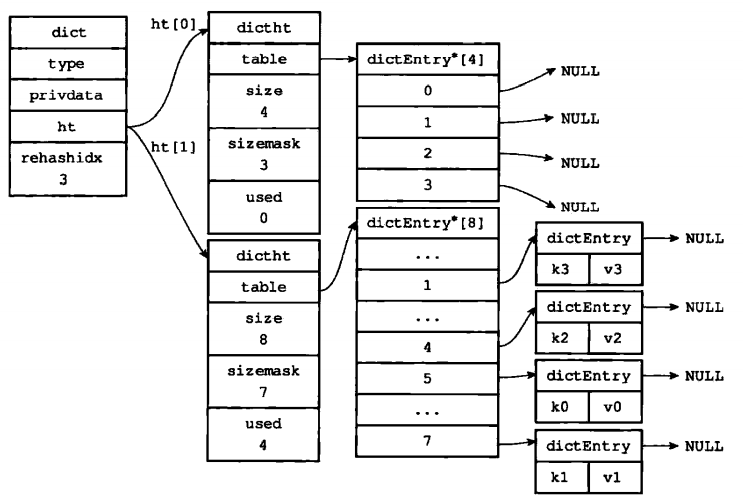 dict
type
privdata
ht
rehashidx
3
ht[0]
ht[1]
dictht
table
size
4
sizemask
3
used
0
dictEntry*[4]
0
1
2
3
NULL
NULL
NULL
NULL
dictht
table
size
8
sizemask
7
used
4
dictEntry*[8]
...
1
...
4
5
...
7
dictEntry
k3 v3
NULL
dictEntry
k2 v2
NULL
dictEntry
k0 v0
NULL
dictEntry
k1 v1
NULL